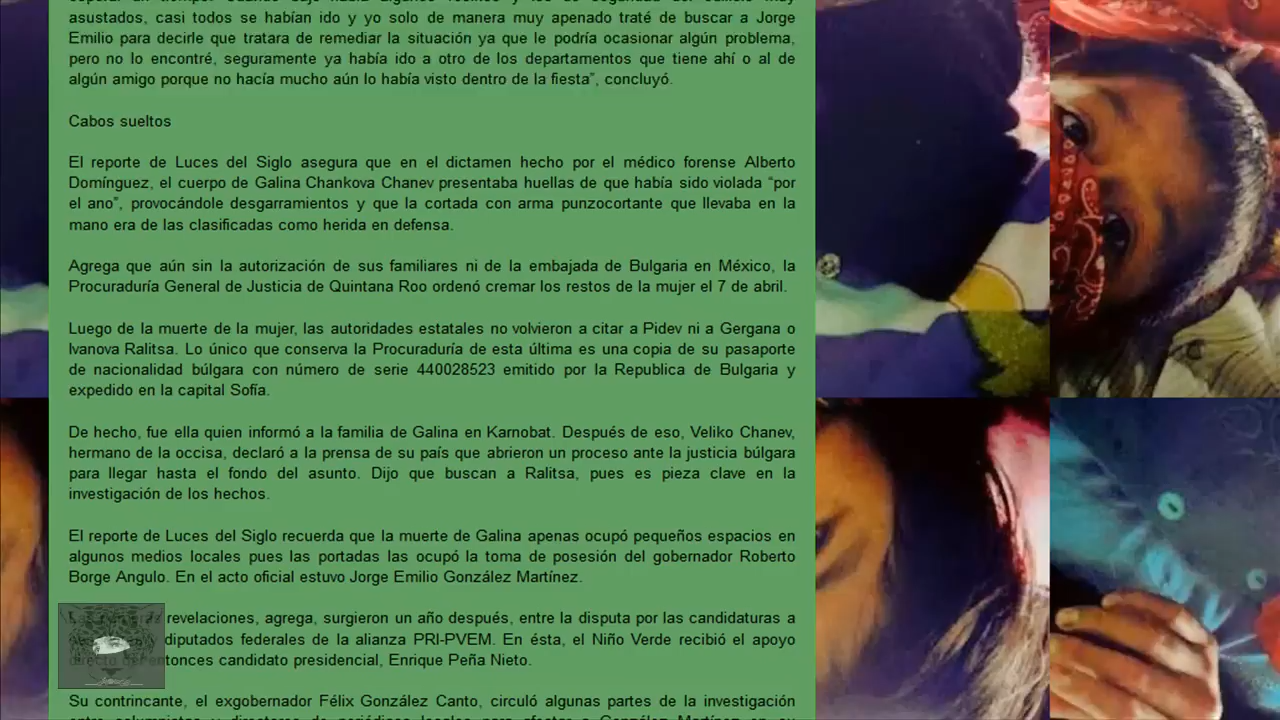 asustados, casi todos se habían ido y yo solo de manera muy apenado traté de buscar a Jorge
Emilio para decirle que tratara de remediar la situación ya que le podría ocasionar algún problema,
pero no lo encontré, seguramente ya había ido a otro de los departamentos que tiene ahí o al de
algún amigo porque no hacía mucho aún lo había visto dentro de la fiesta”, concluyó.
Cabos sueltos
El reporte de Luces del Siglo asegura que en el dictamen hecho por el médico forense Alberto
Domínguez, el cuerpo de Galina Chankova Chanev presentaba huellas de que había sido violada “por
el ano”, provocándole desgarramientos y que la cortada con arma punzocortante que llevaba en la
mano era de las clasificadas como herida en defensa.
Agrega que aún sin la autorización de sus familiares ni de la embajada de Bulgaria en México, la
Procuraduría General de Justicia de Quintana Roo ordenó cremar los restos de la mujer el 7 de abril.
Luego de la muerte de la mujer, las autoridades estatales no volvieron a citar a Pidev ni a Gergana o
Ivanova Ralitsa. Lo único que conserva la Procuraduría de esta última es una copia de su pasaporte
de nacionalidad búlgara con número de serie 440028523 emitido por la Republica de Bulgaria y
expedido en la capital Sofía.
De hecho, fue ella quien informó a la familia de Galina en Karnobat. Después de eso, Veliko Chanev,
hermano de la occisa, declaró a la prensa de su país que abrieron un proceso ante la justicia búlgara
para llegar hasta el fondo del asunto. Dijo que buscan a Ralitsa, pues es pieza clave en la
investigación de los hechos.
El reporte de Luces del Siglo recuerda que la muerte de Galina apenas ocupó pequeños espacios en
algunos medios locales pues las portadas las ocupó la toma de posesión del gobernador Roberto
Borge Angulo. En el acto oficial estuvo Jorge Emilio González Martínez.
revelaciones, agrega, surgieron un año después, entre la disputa por las candidaturas a
diputados federales de la alianza PRI-PVEM. En ésta, el Niño Verde recibió el apoyo
entonces candidato presidencial, Enrique Peña Nieto.
Su contrincante, el exgobernador Félix González Canto, circuló algunas partes de la investigación